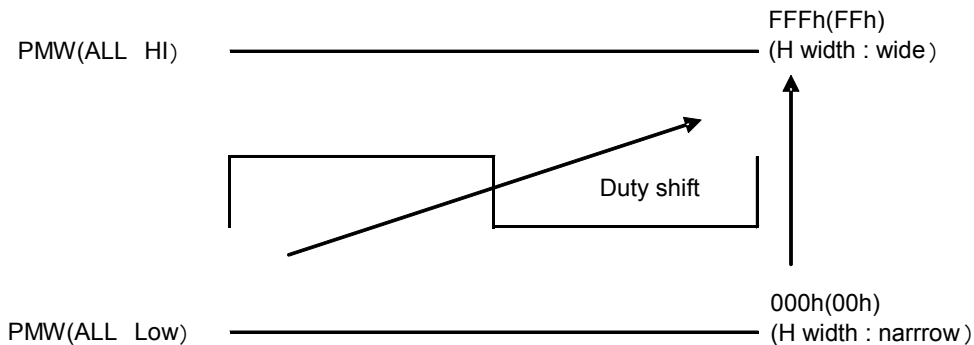 FFFh(FFh)
PMW(ALL HI) (H width : wide)
Duty shift
000h(00h)
PMW(ALL Low) (H width : narrrow)